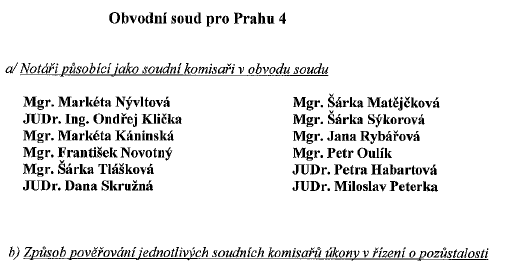 Obvodní soud pro Prahu 4
a/ Notáři působící jako soudní komisaři v obvodu soudu
Mgr. Markéta Nývltová
JUDr. Ing. Ondřej Klička
Mgr. Markéta Káninská
Mgr. František Novotný
Mgr. Šárka Tlášková
JUDr. Dana Skružná
Mgr. Šárka Matějčková
Mgr. Šárka Sýkorová
Mgr. Jana Rybářová
Mgr. Petr Oulík
JUDr. Petra Habartová
JUDr. Miloslav Peterka
b) Způsob pověřování jednotlivých soudních komisařů úkony v řízení o pozůstalosti